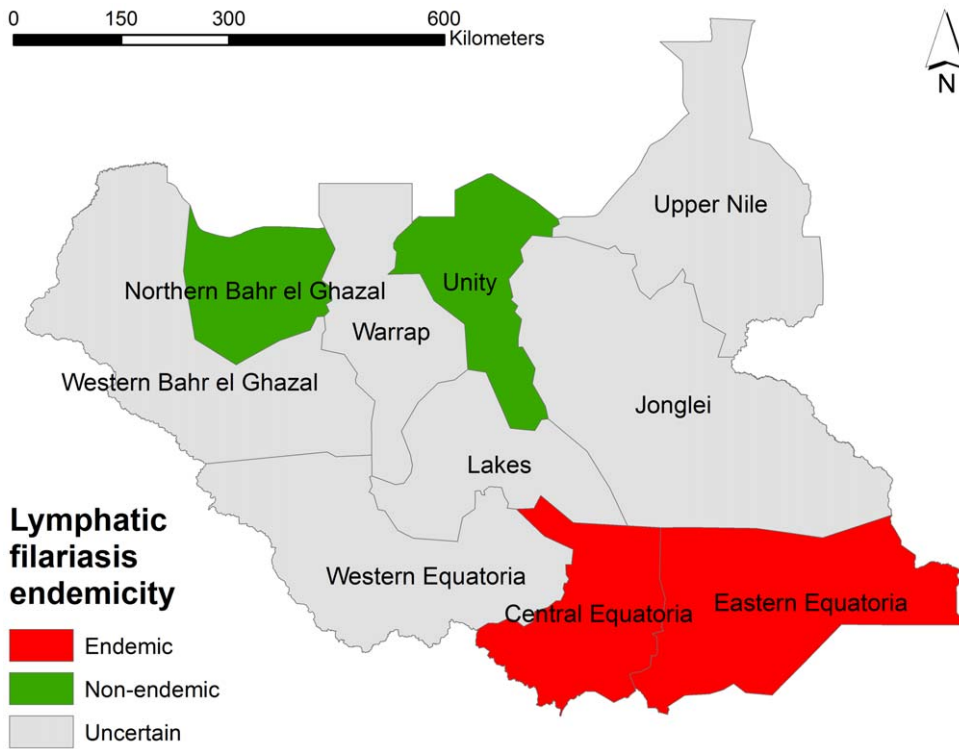 0 150 300 600
Kilometers
N
Upper Nile
Northern Bahr el Ghazal
Unity
Warrap
Western Bahr el Ghazal
Jonglei
Lakes
Western Equatoria
Central Equatoria
Eastern Equatoria
Lymphatic
filariasis
endemicity
Endemic
Non-endemic
Uncertain